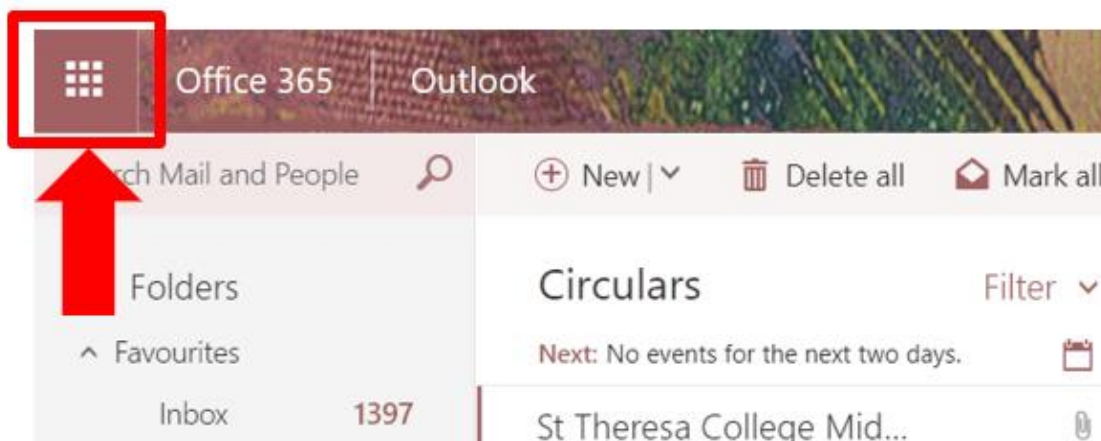 Office 365 Outlook
rch Mail and People
New Delete all Mark all
Folders
Circulars Filter
Favourites
Next: No events for the next two days.
Inbox 1397
St Theresa College Mid...